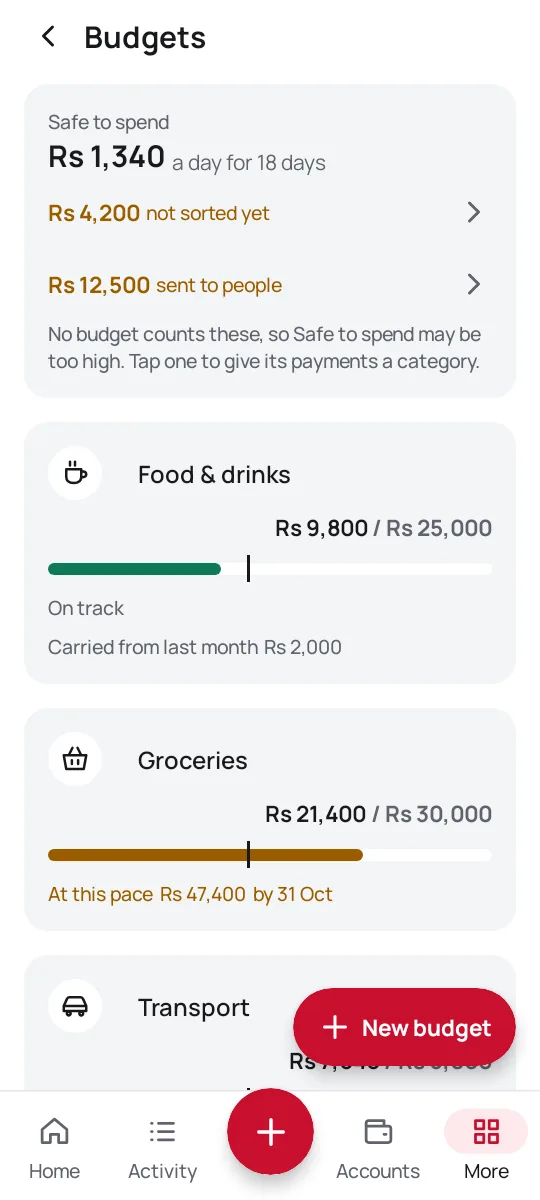 Budgets
Safe to spend
Rs 1,340 a day for 18 days
Rs 4,200 not sorted yet
Rs 12,500 sent to people
No budget counts these, so Safe to spend may be
too high. Tap one to give its payments a category.
Food & drinks
Rs 9,800 / Rs 25,000
On track
Carried from last month Rs 2,000
Groceries
Rs 21,400 / Rs 30,000
At this pace Rs 47,400 by 31 Oct
Transport
New budget
Rs
Home
Activity
Accounts
More